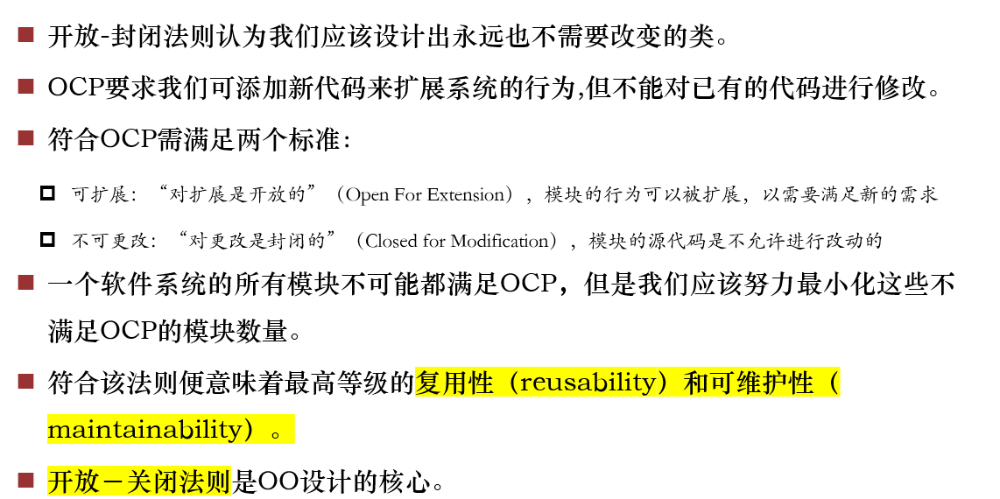 开放-封闭法则认为我们应该设计出永远也不需要改变的类。
OCP要求我们可添加新代码来扩展系统的行为,但不能对已有的代码进行修改。
符合OCP需满足两个标准：
可扩展：“对扩展是开放的”（Open For Extension），模块的行为可以被扩展，以需要满足新的需求
不可更改：“对更改是封闭的”（Closed for Modification），模块的源代码是不允许进行改动的
一个软件系统的所有模块不可能都满足OCP，但是我们应该努力最小化这些不
满足OCP的模块数量。
符合该法则便意味着最高等级的复用性（reusability）和可维护性（
maintainability）。
开放－关闭法则是OO设计的核心。